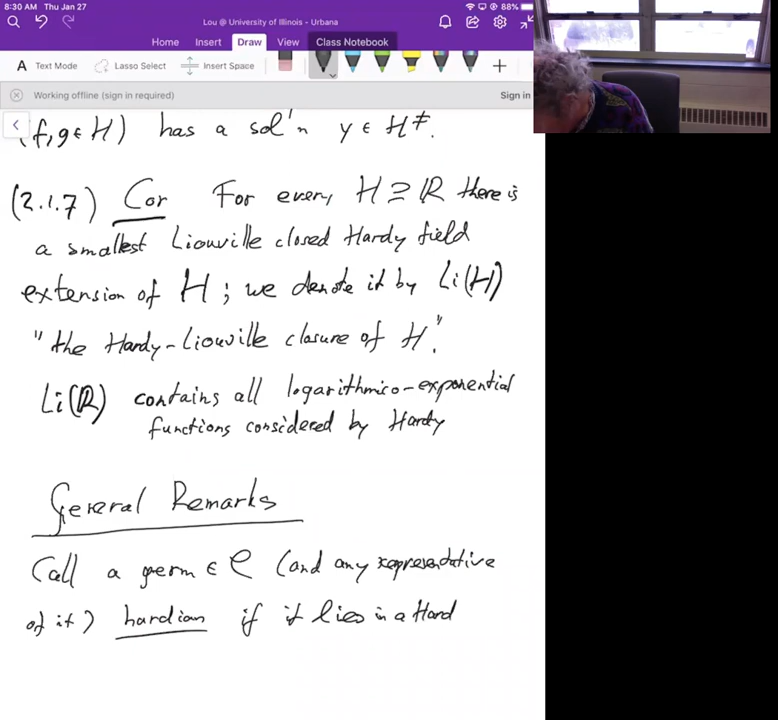 8:30 AM Thu Jan 27
88%
Lou @ University of Illinois - Urbana
Home Insert Draw View Class Notebook
A Text Mode Lasso Select Insert Space
Working offline (sign in required) Sign in
(f,g ∈ H) has a sol'n y ∈ H
(2.1.7) Cor For every H ⊇ ℝ there is
a smallest Liouville closed Hardy field
extension of H ; we denote it by Li(H)
"the Hardy-Liouville closure of H".
Li(ℝ) contains all logarithmico-exponential
functions considered by Hardy
General Remarks
Call a germ ∈ C (and any representative
of it) hardian if it lies in a Hard